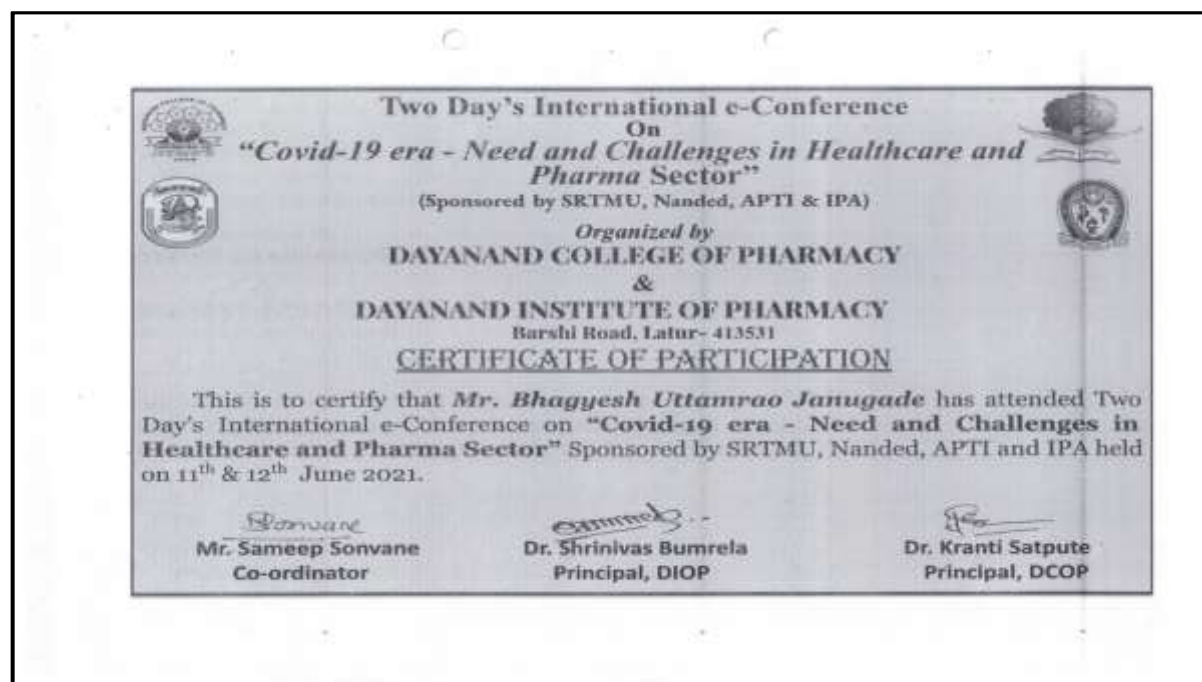 Two Day's International e-Conference
On
"Covid-19 era - Need and Challenges in Healthcare and
Pharma Sector"
(Sponsored by SRTMU, Nanded, APTI & IPA)
Organized by
DAYANAND COLLEGE OF PHARMACY
&
DAYANAND INSTITUTE OF PHARMACY
Barshi Road, Latur- 413531
CERTIFICATE OF PARTICIPATION
This is to certify that Mr. Bhagyesh Uttamrao Janugade has attended Two
Day's International e-Conference on "Covid-19 era - Need and Challenges in
Healthcare and Pharma Sector" Sponsored by SRTMU, Nanded, APTI and IPA held
on 11th & 12th June 2021.
Mr. Sameep Sonvane
Co-ordinator
Dr. Shrinivas Bumrela
Principal, DIOP
Dr. Kranti Satpute
Principal, DCOP